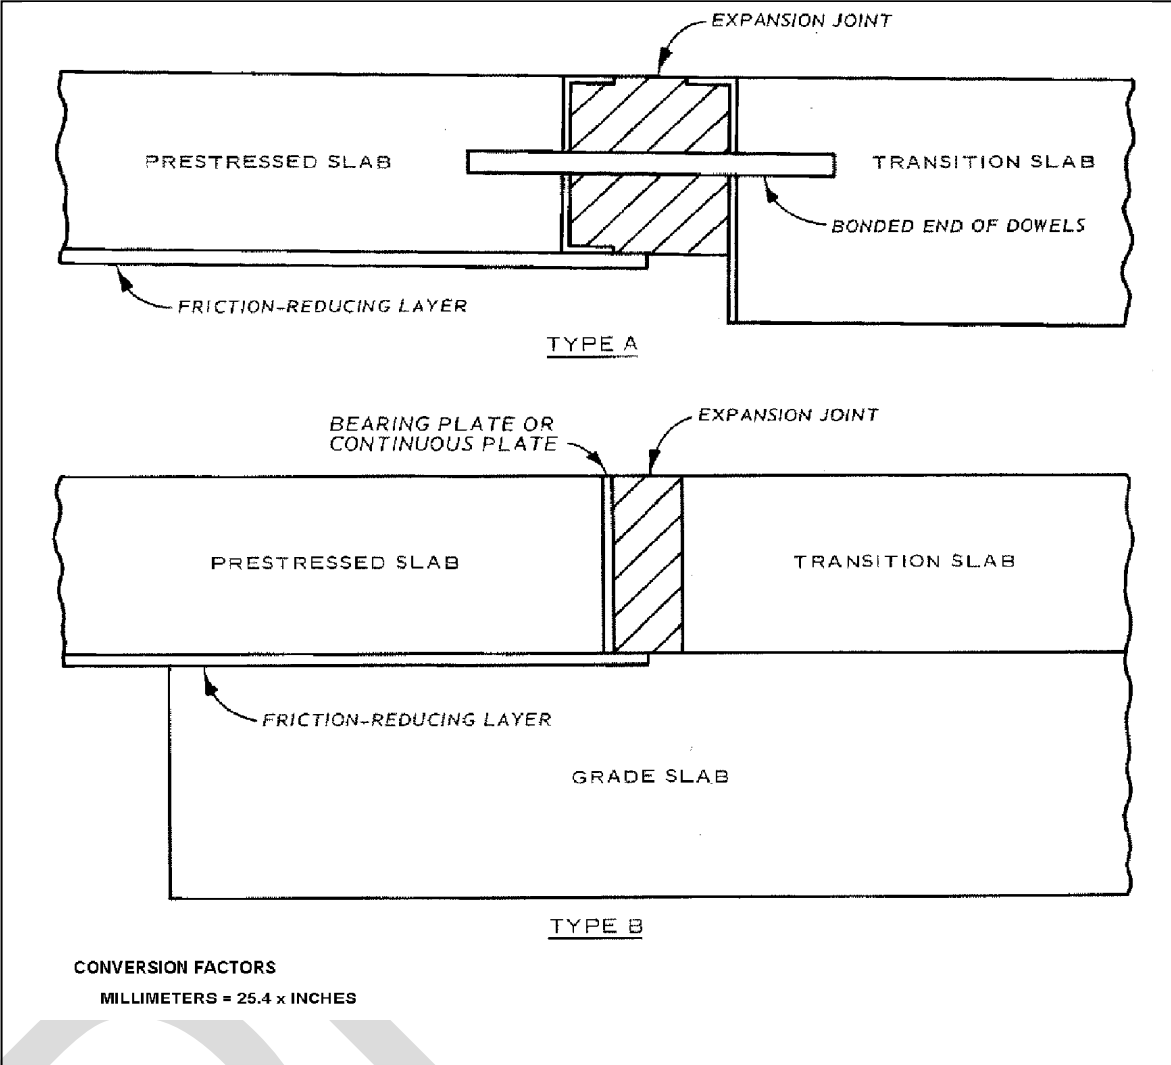 EXPANSION JOINT
PRESTRESSED SLAB
TRANSITION SLAB
BONDED END OF DOWELS
FRICTION-REDUCING LAYER
TYPE A
BEARING PLATE OR
CONTINUOUS PLATE
EXPANSION JOINT
PRESTRESSED SLAB
TRANSITION SLAB
FRICTION-REDUCING LAYER
GRADE SLAB
TYPE B
CONVERSION FACTORS
MILLIMETERS = 25.4 x INCHES